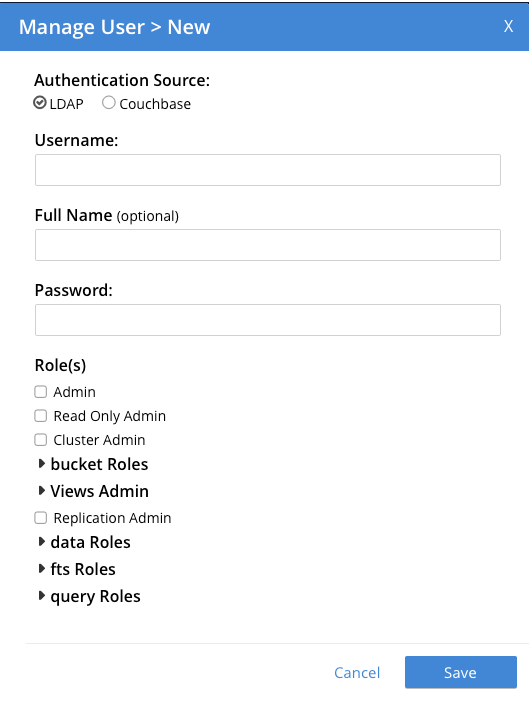 Manage User > New X
Authentication Source:
LDAP Couchbase
Username:
Full Name (optional)
Password:
Role(s)
Admin
Read Only Admin
Cluster Admin
bucket Roles
Views Admin
Replication Admin
data Roles
fts Roles
query Roles
Cancel Save